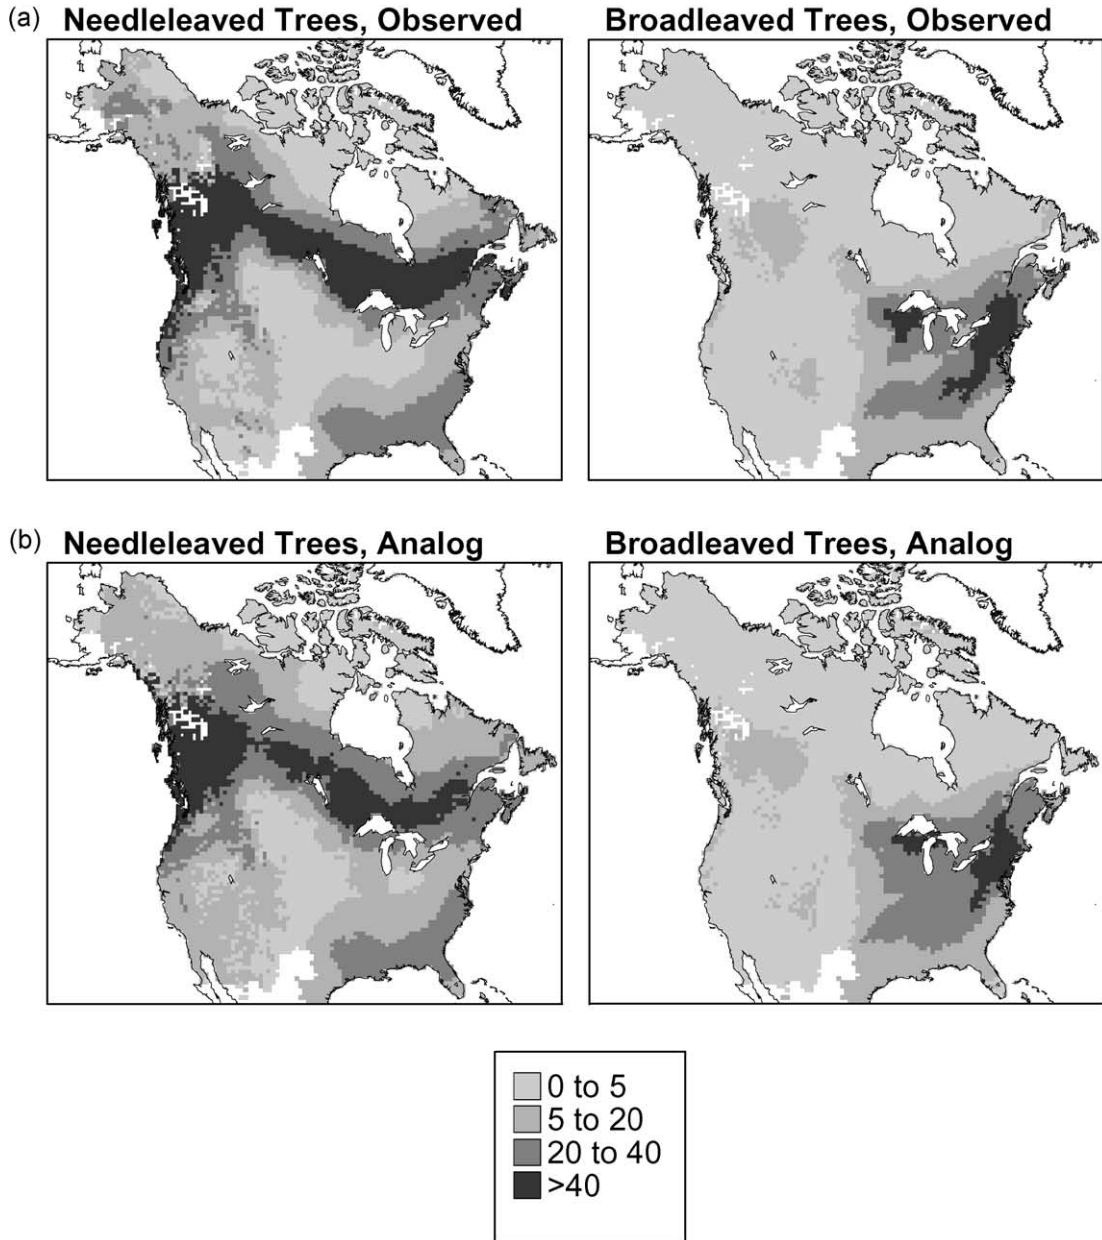 (a) Needleleaved Trees, Observed
Broadleaved Trees, Observed
(b) Needleleaved Trees, Analog
Broadleaved Trees, Analog
0 to 5
5 to 20
20 to 40
>40